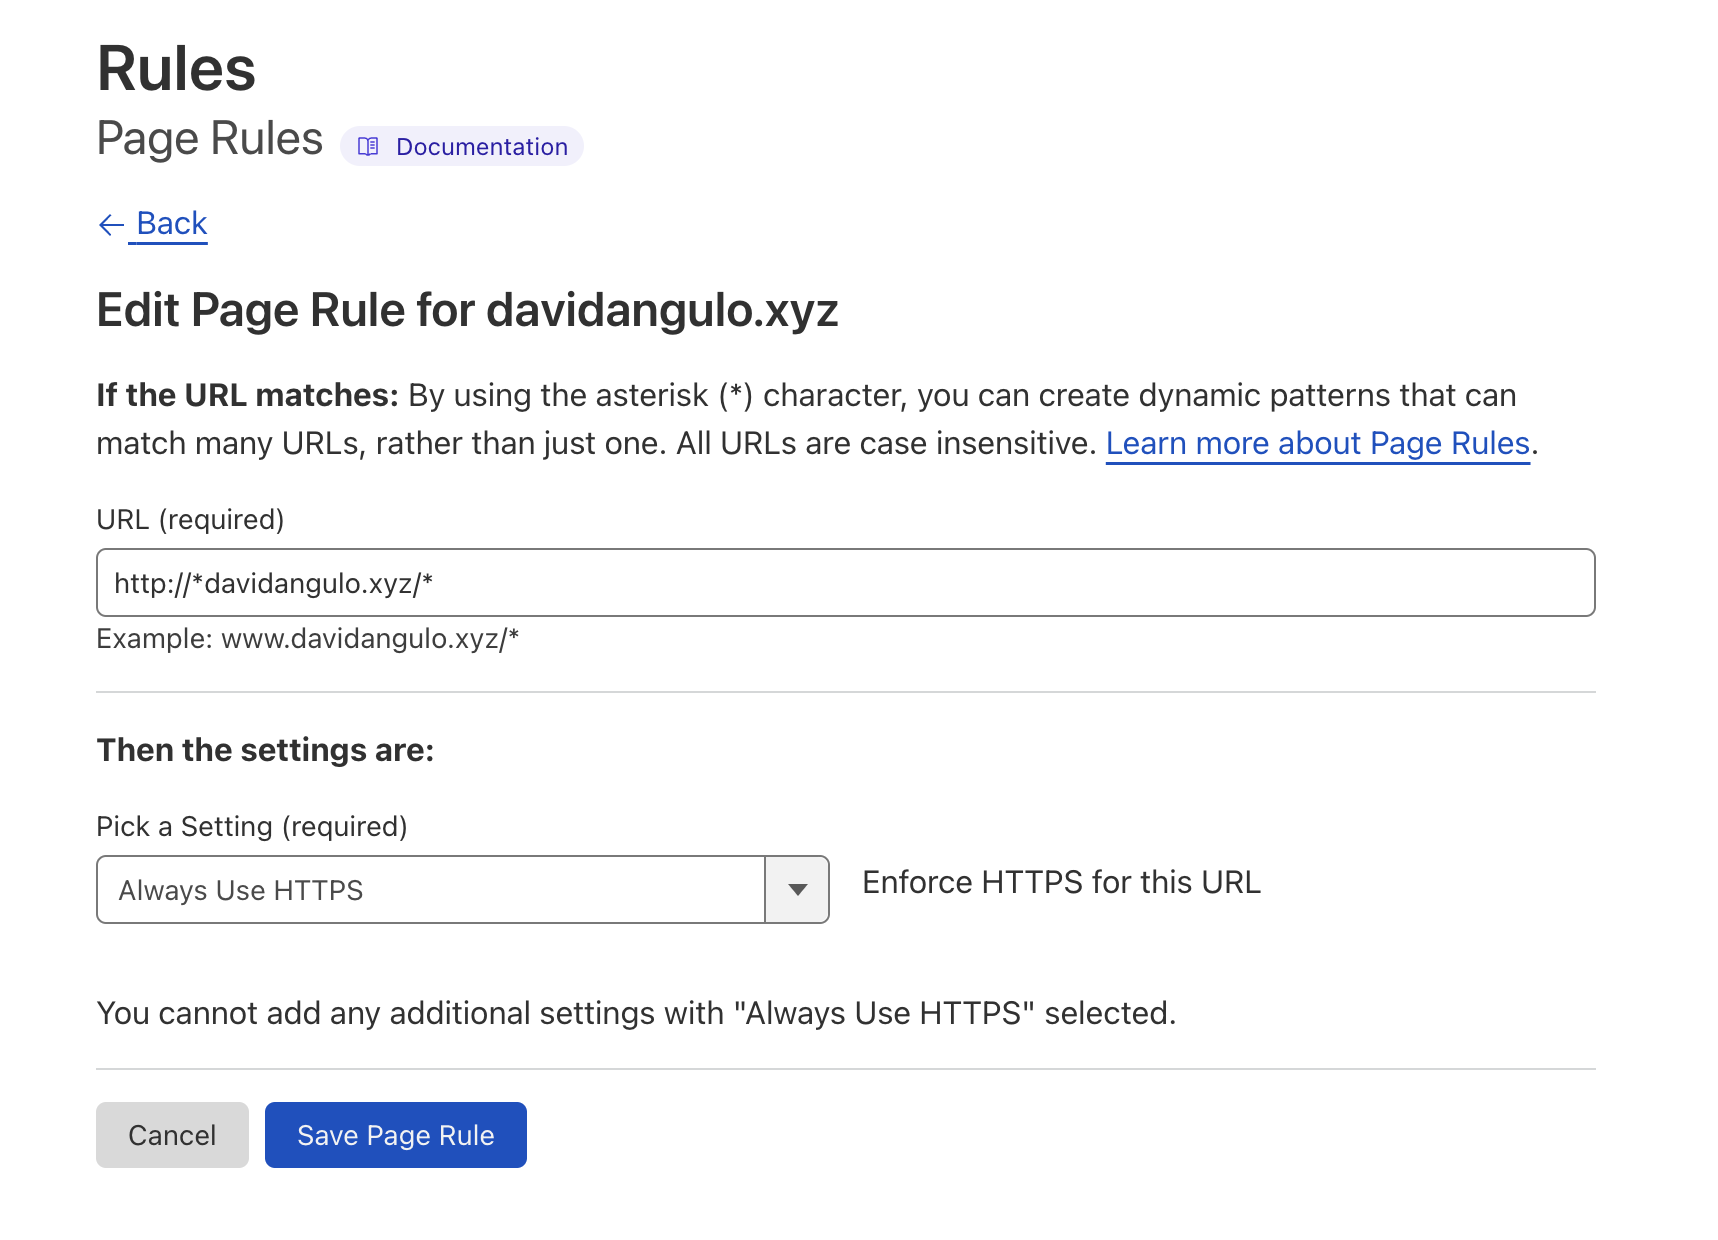 Rules
Page Rules
Documentation
Back
Edit Page Rule for davidangulo.xyz
If the URL matches: By using the asterisk (*) character, you can create dynamic patterns that can
match many URLs, rather than just one. All URLs are case insensitive. Learn more about Page Rules.
URL (required)
http://*davidangulo.xyz/*
Example: www.davidangulo.xyz/*
Then the settings are:
Pick a Setting (required)
Always Use HTTPS
Enforce HTTPS for this URL
You cannot add any additional settings with "Always Use HTTPS" selected.
Cancel
Save Page Rule